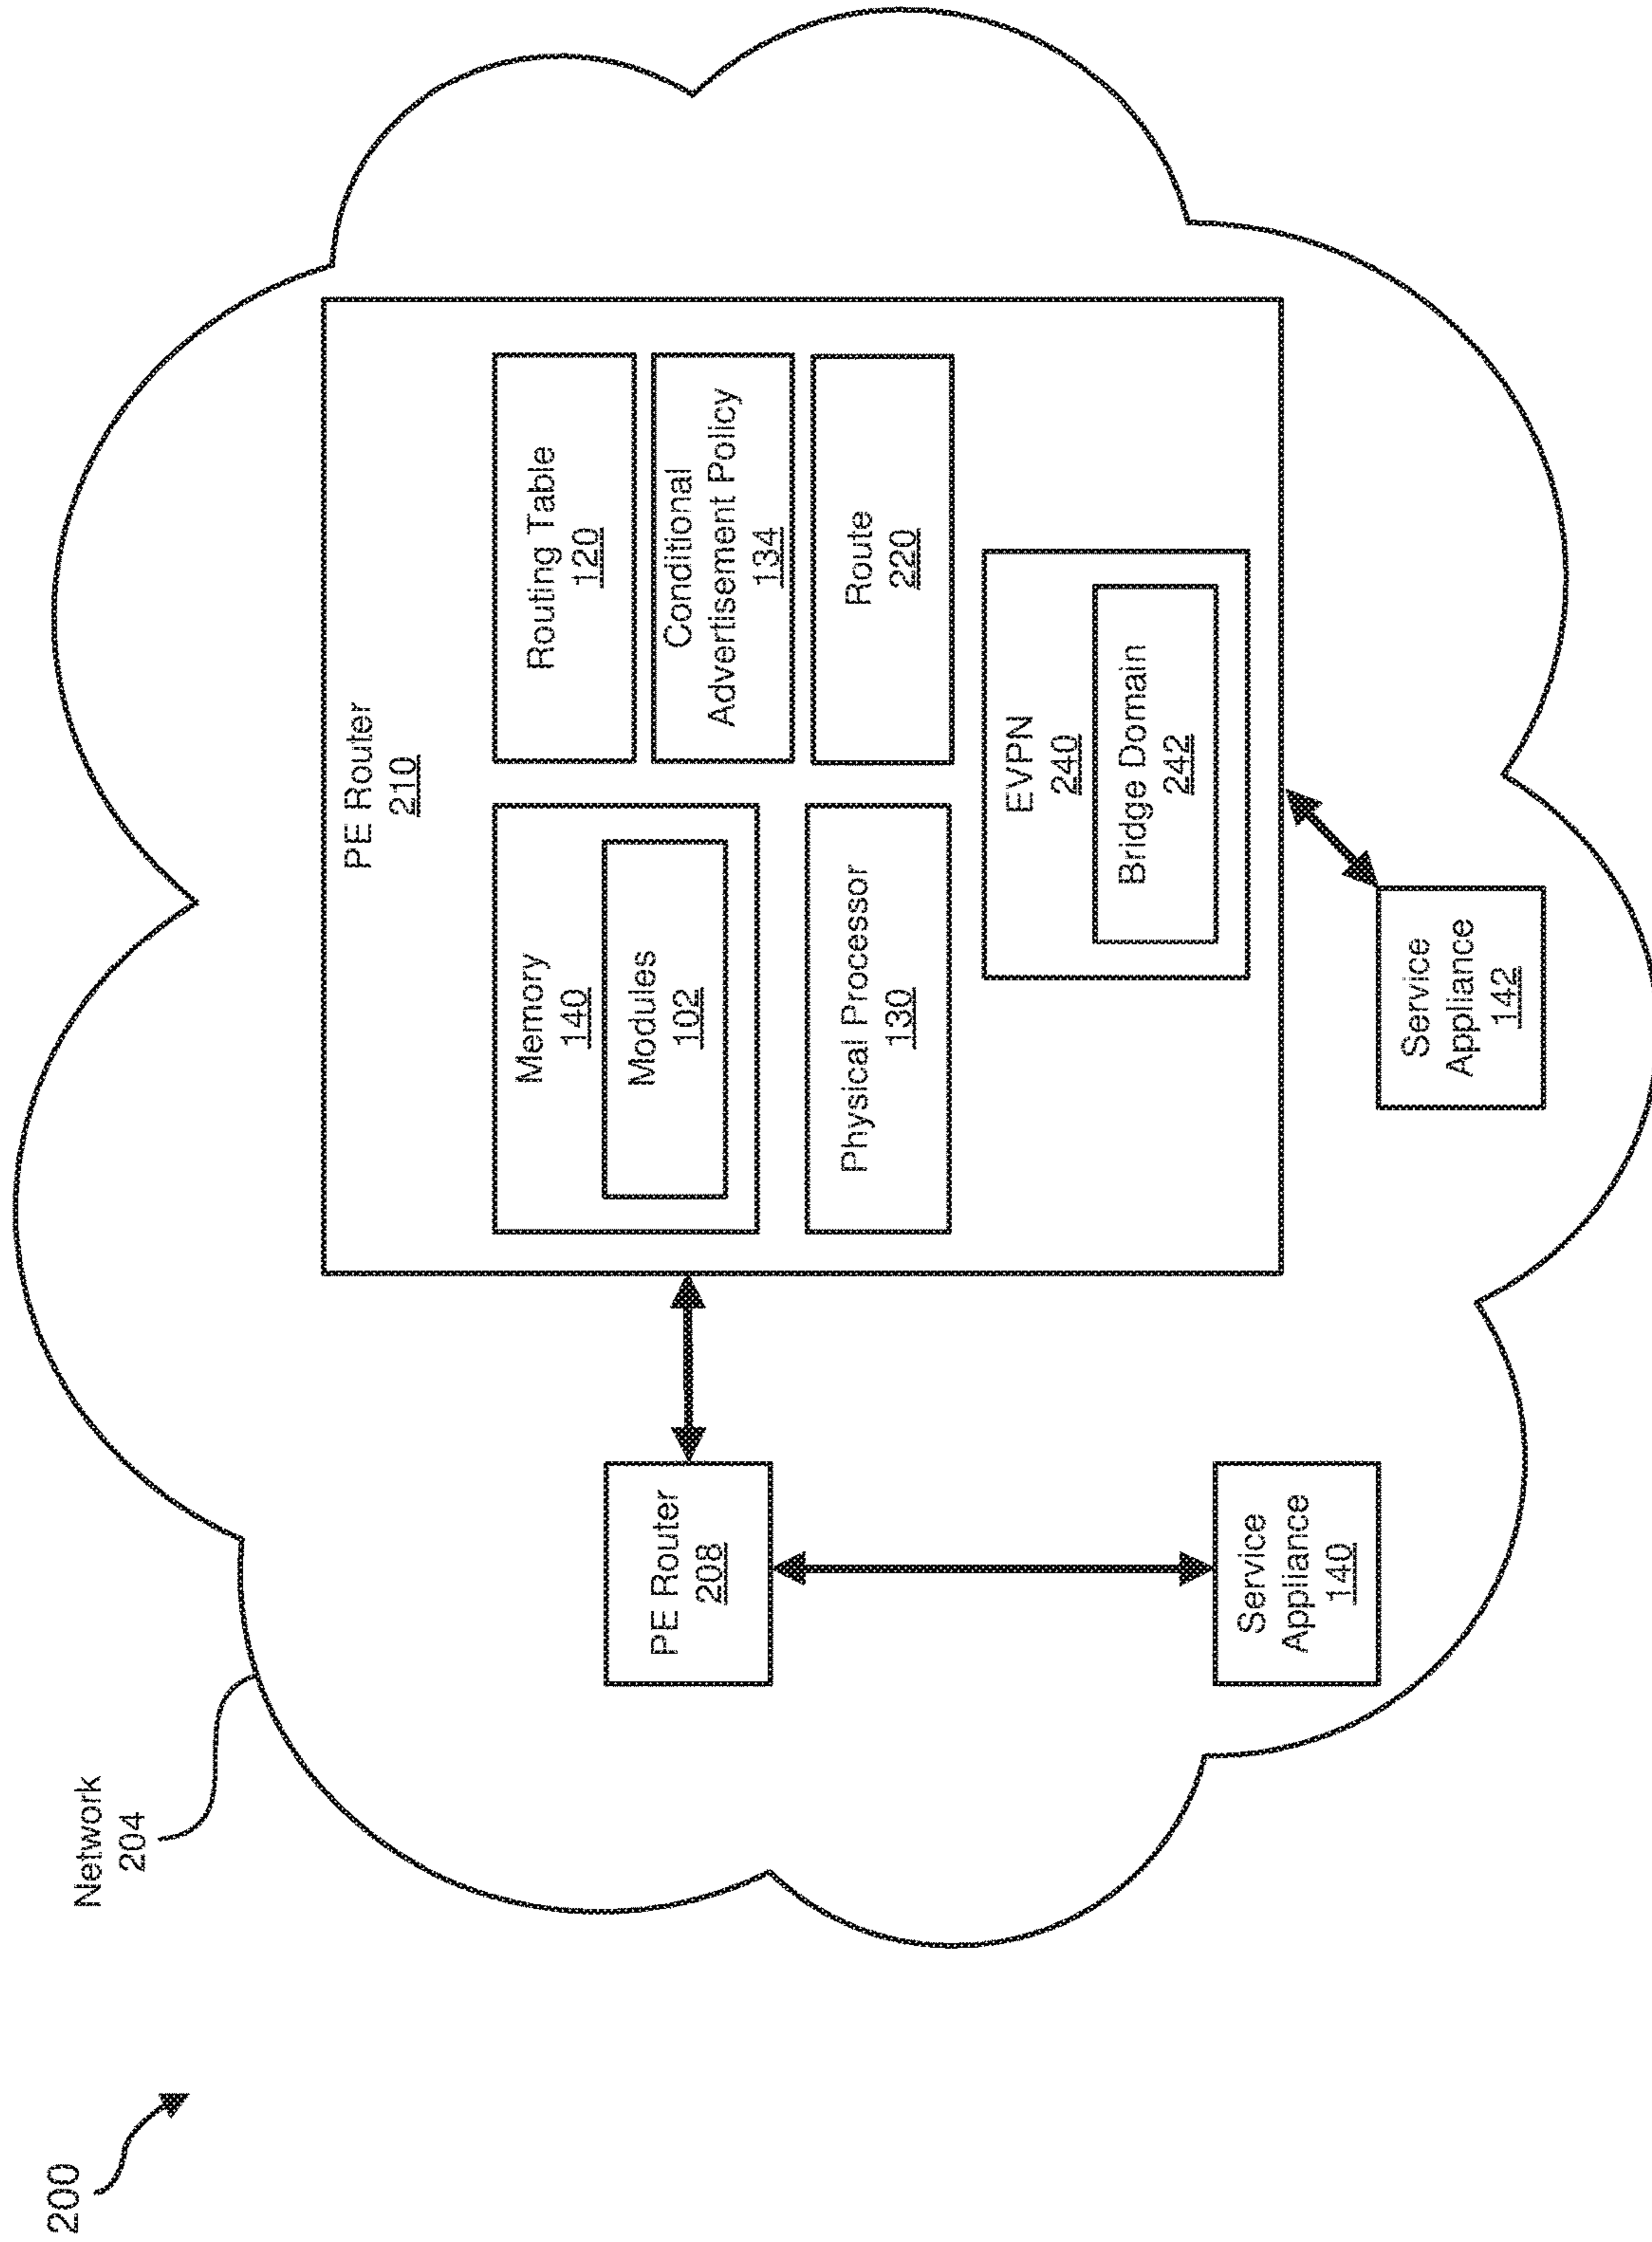 200
Network
204
PE Router
208
Service
Appliance
140
PE Router
210
Memory
140
Modules
102
Physical Processor
130
Routing Table
120
Conditional
Advertisement Policy
134
Route
220
EVPN
240
Bridge Domain
242
Service
Appliance
142